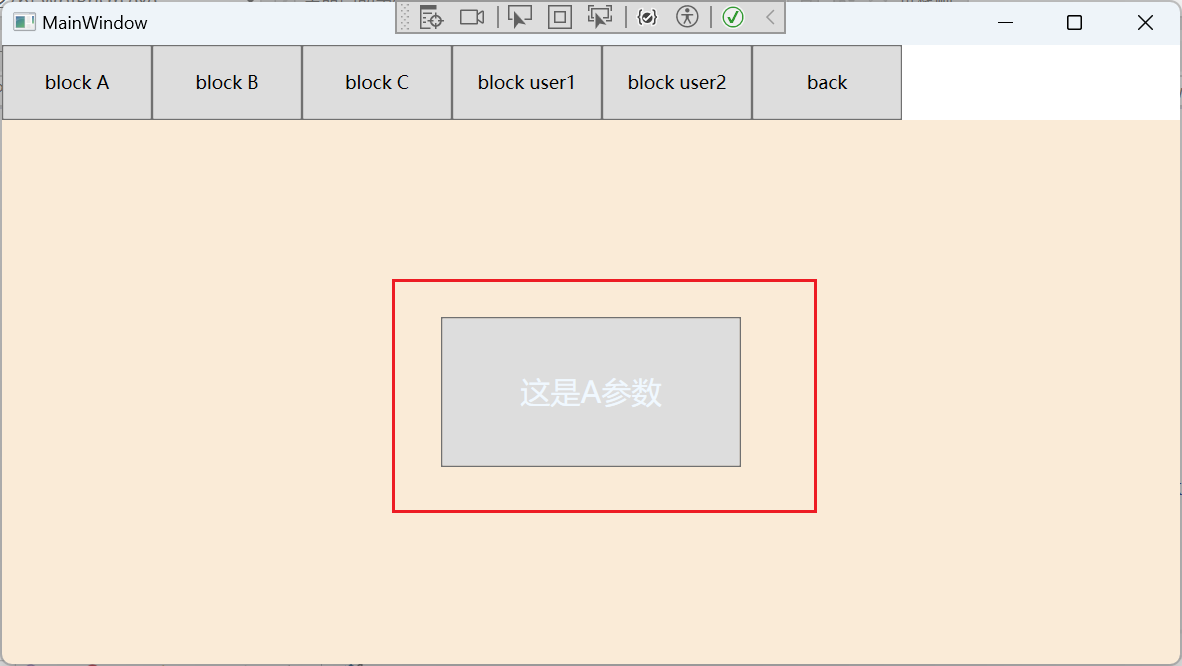 MainWindow
block A
block B
block C
block user1
block user2
back
这是A参数